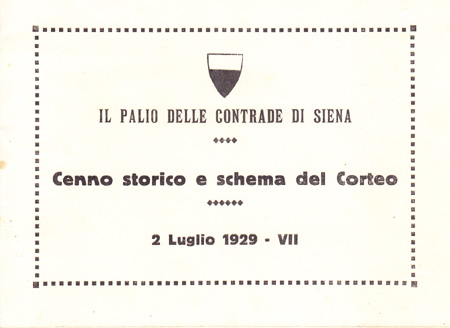 IL PALIO DELLE CONTRADE DI SIENA
Cenno storico e schema del Corteo
2 Luglio 1929 - VII